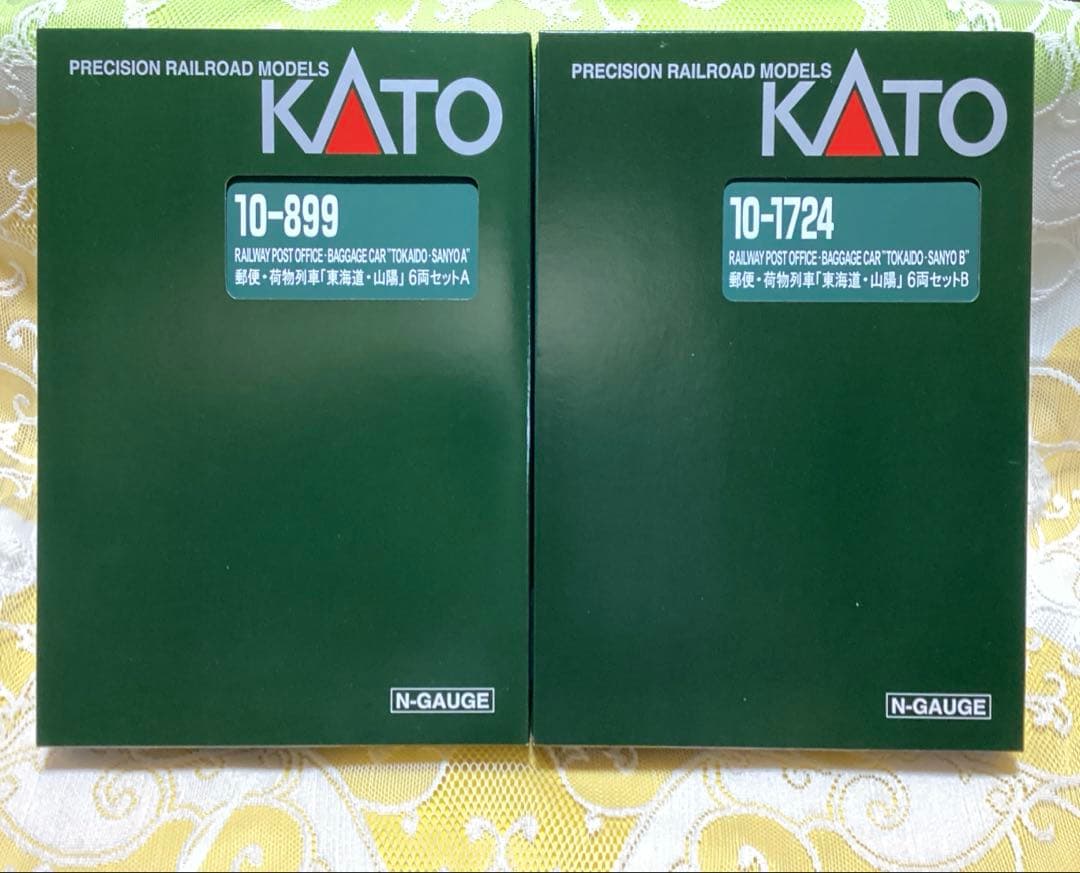 PRECISION RAILROAD MODELS
KATO
10-899
RAILWAY POST OFFICE・BAGGAGE CAR "TOKAIDO・SANYO A"
郵便・荷物列車「東海道・山陽」 6両セットA
N-GAUGE
PRECISION RAILROAD MODELS
KATO
10-1724
RAILWAY POST OFFICE・BAGGAGE CAR "TOKAIDO・SANYO B"
郵便・荷物列車「東海道・山陽」 6両セットB
N-GAUGE